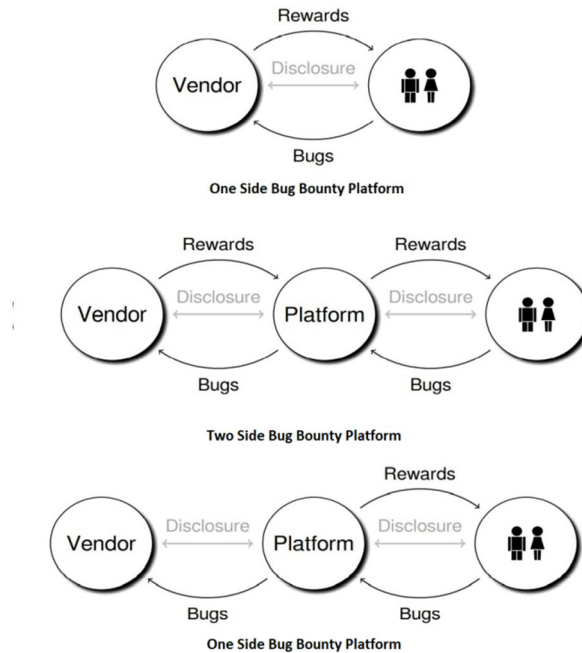 Rewards
Vendor
Disclosure
Bugs
One Side Bug Bounty Platform
Rewards
Rewards
Vendor
Disclosure
Platform
Disclosure
Bugs
Bugs
Two Side Bug Bounty Platform
Rewards
Vendor
Disclosure
Platform
Disclosure
Bugs
Bugs
One Side Bug Bounty Platform